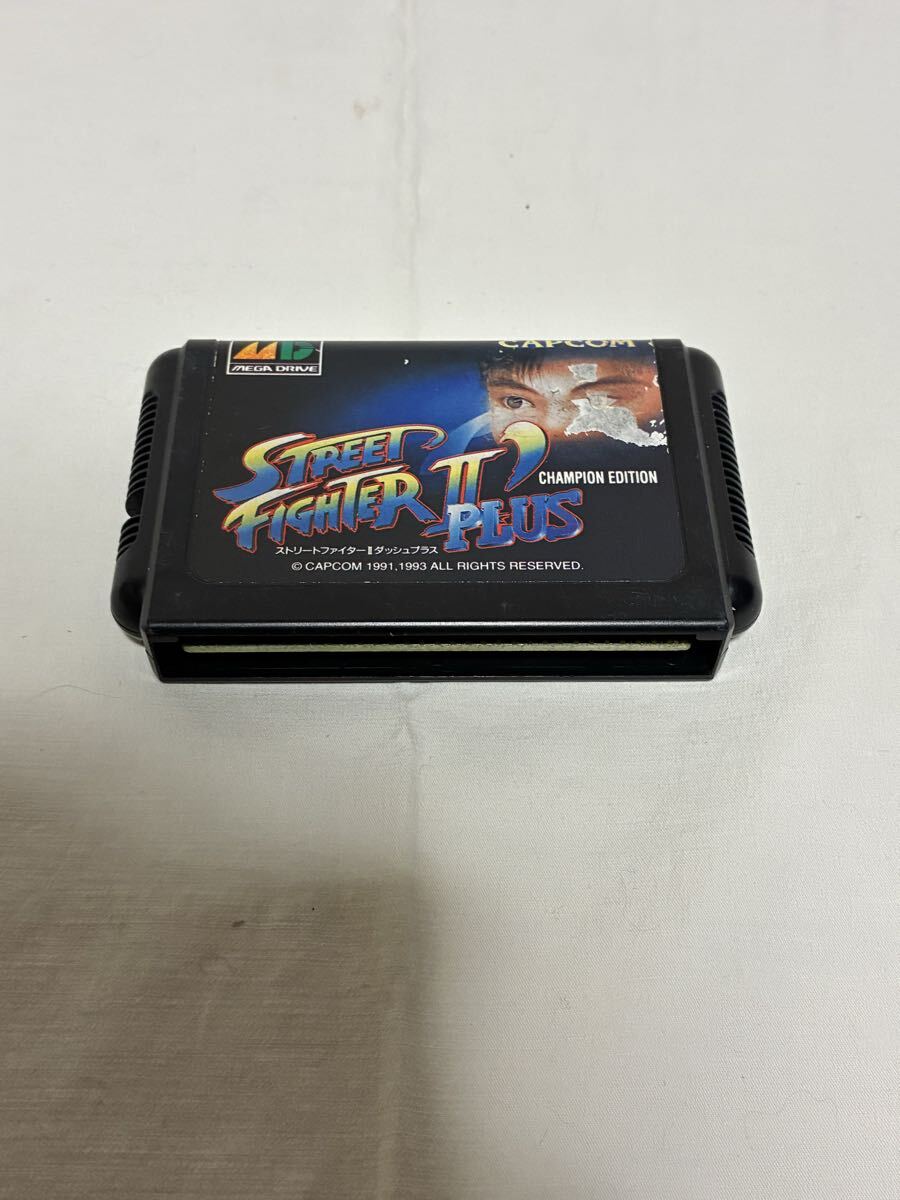 MD
MEGA DRIVE
CAPCOM
STREET
FIGHTER II' PLUS
CHAMPION EDITION
ストリートファイターⅡダッシュプラス
© CAPCOM 1991,1993 ALL RIGHTS RESERVED.